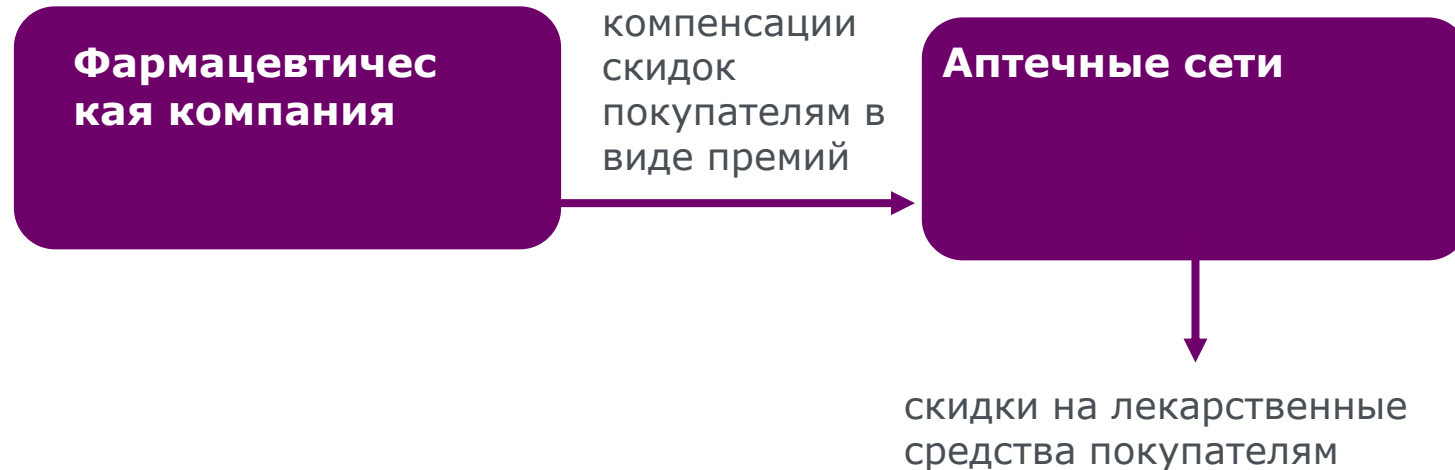 Фармацевтичес
кая компания
компенсации
скидок
покупателям в
виде премий
Аптечные сети
скидки на лекарственные
средства покупателям